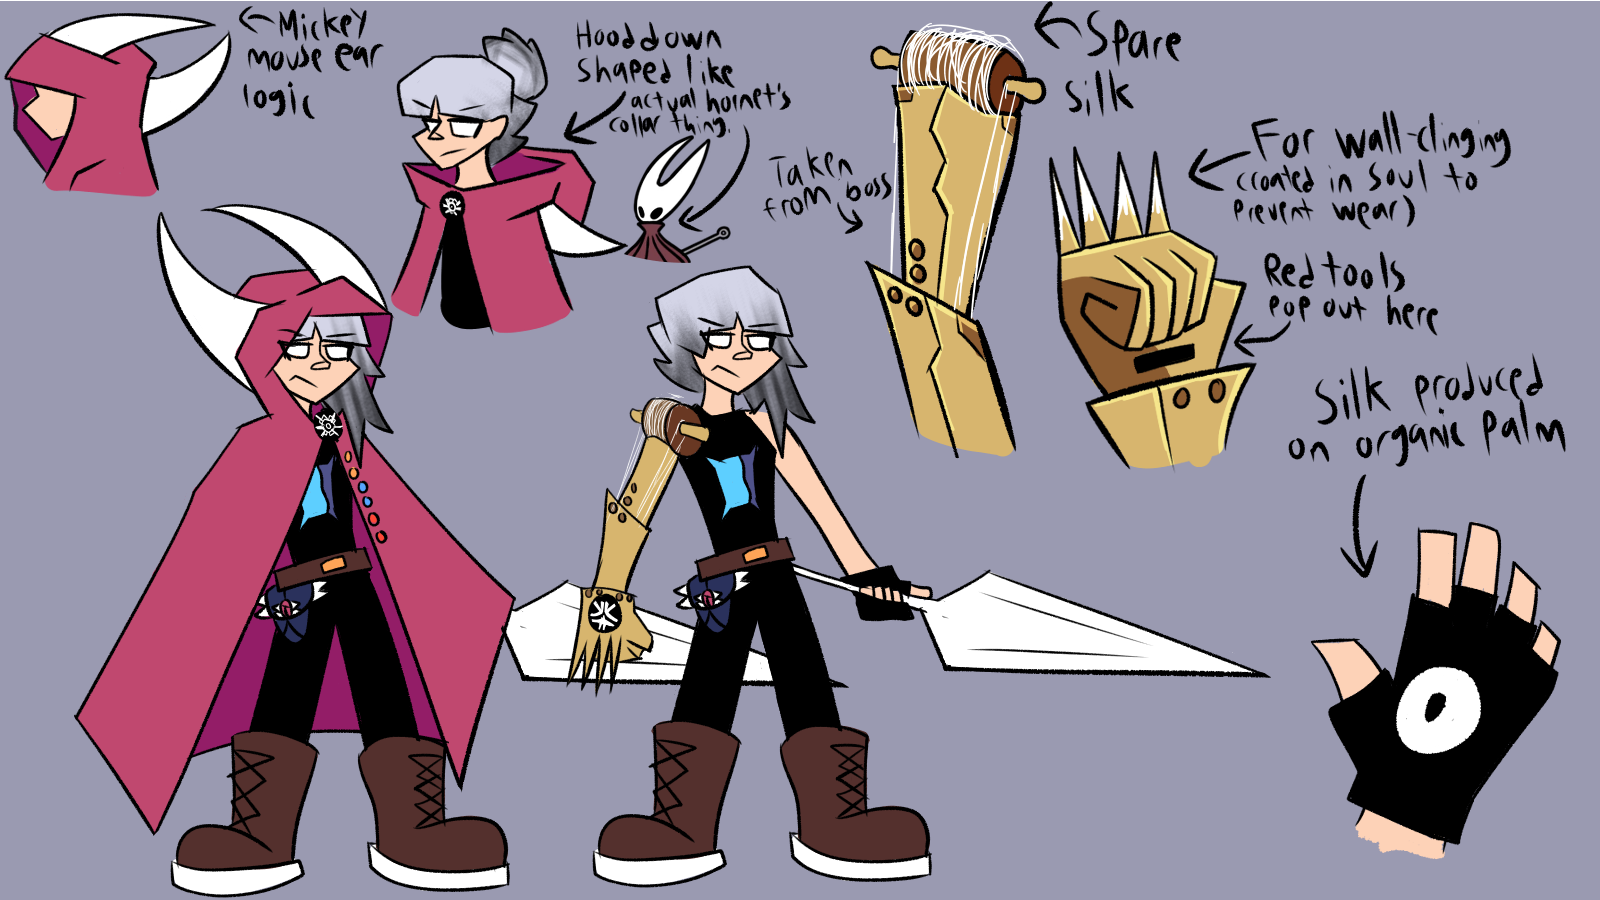 Mickey
mouse ear
logic
Hood down
shaped like
actual hornet's
collar thing.
Spare
silk
Taken
from boss
For wall-clinging
(crated in soul to
prevent wear)
Red tools
pop out here
Silk produced
on organic palm